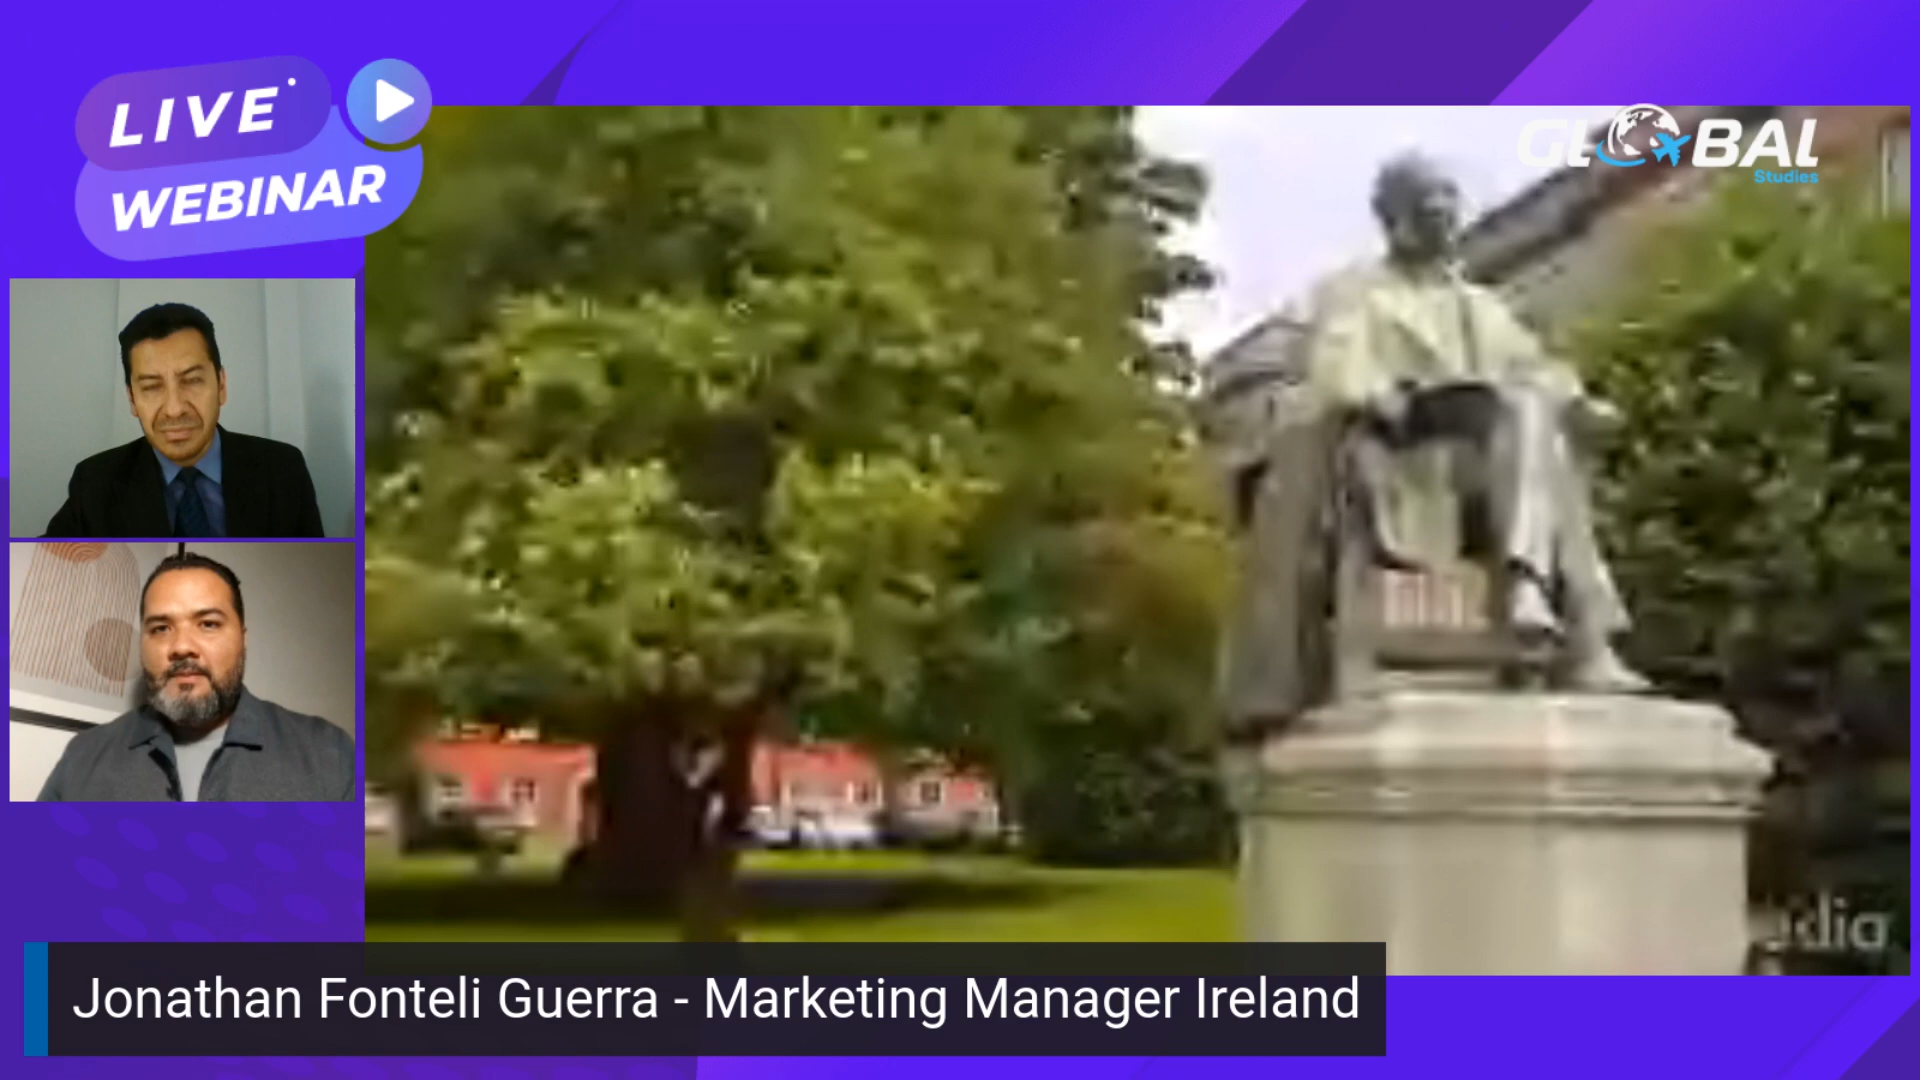 LIVE
WEBINAR
GLOBAL
Studies
Jonathan Fonteli Guerra - Marketing Manager Ireland